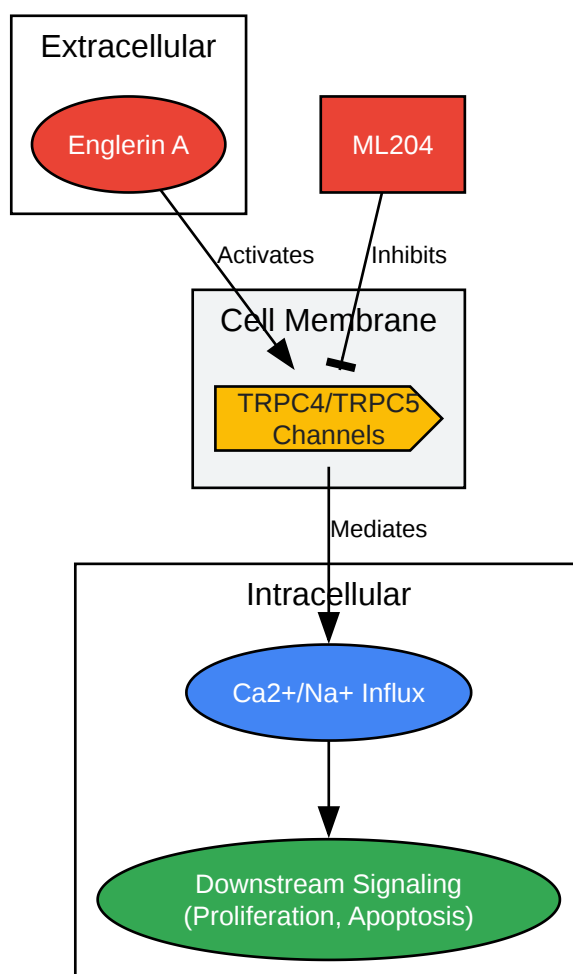 Extracellular
Englerin A
ML204
Activates
Inhibits
Cell Membrane
TRPC4/TRPC5
Channels
Mediates
Intracellular
Ca2+/Na+ Influx
Downstream Signaling
(Proliferation, Apoptosis)